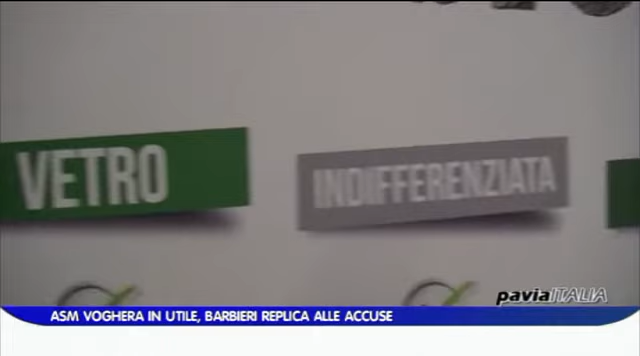 VETRO
INDIFFERENZIATA
paviaITALIA
ASM VOGHERA IN UTILE, BARBIERI REPLICA ALLE ACCUSE